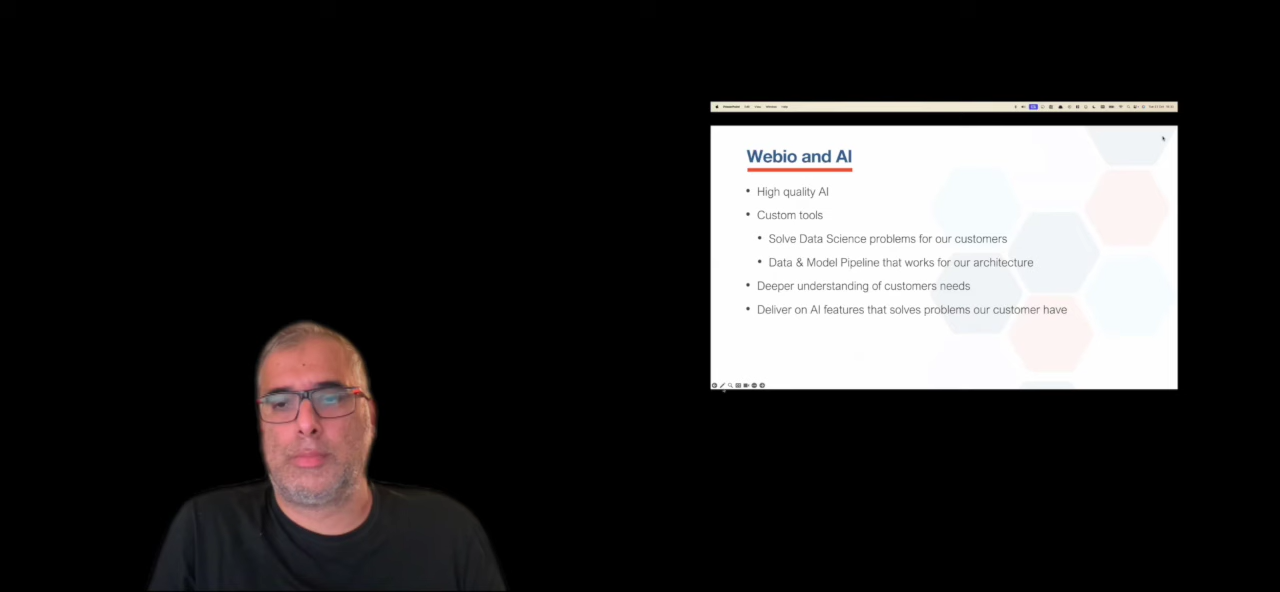 Webio and AI
• High quality AI
• Custom tools
• Solve Data Science problems for our customers
• Data & Model Pipeline that works for our architecture
• Deeper understanding of customers needs
• Deliver on AI features that solves problems our customer have